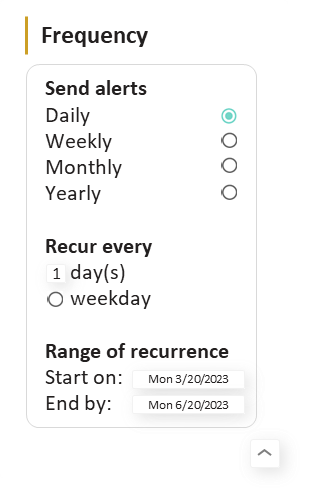 Frequency
Send alerts
Daily
Weekly
Monthly
Yearly
Recur every
1 day(s)
weekday
Range of recurrence
Start on: Mon 3/20/2023
End by: Mon 6/20/2023